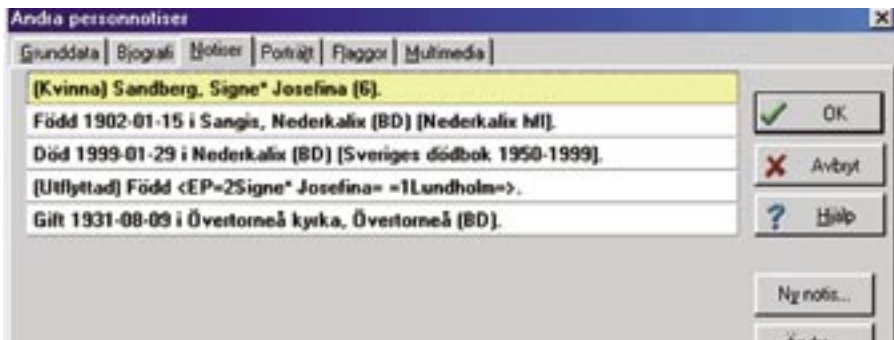 Ändra personnotiser
Grunddata Biografi Notiser Porträtt Flaggor Multimedia
(Kvinna) Sandberg, Signe* Josefina (6).
Född 1902-01-15 i Sangis, Nederkalix (BD) [Nederkalix hfl].
Död 1999-01-29 i Nederkalix (BD) [Sveriges dödbok 1950-1999].
(Utflyttad) Född <EP=2Signe* Josefina= =1Lundholm=>.
Gift 1931-08-09 i Övertorneå kyrka, Övertorneå (BD).
OK
Avbryt
Hjälp
Ny notis...